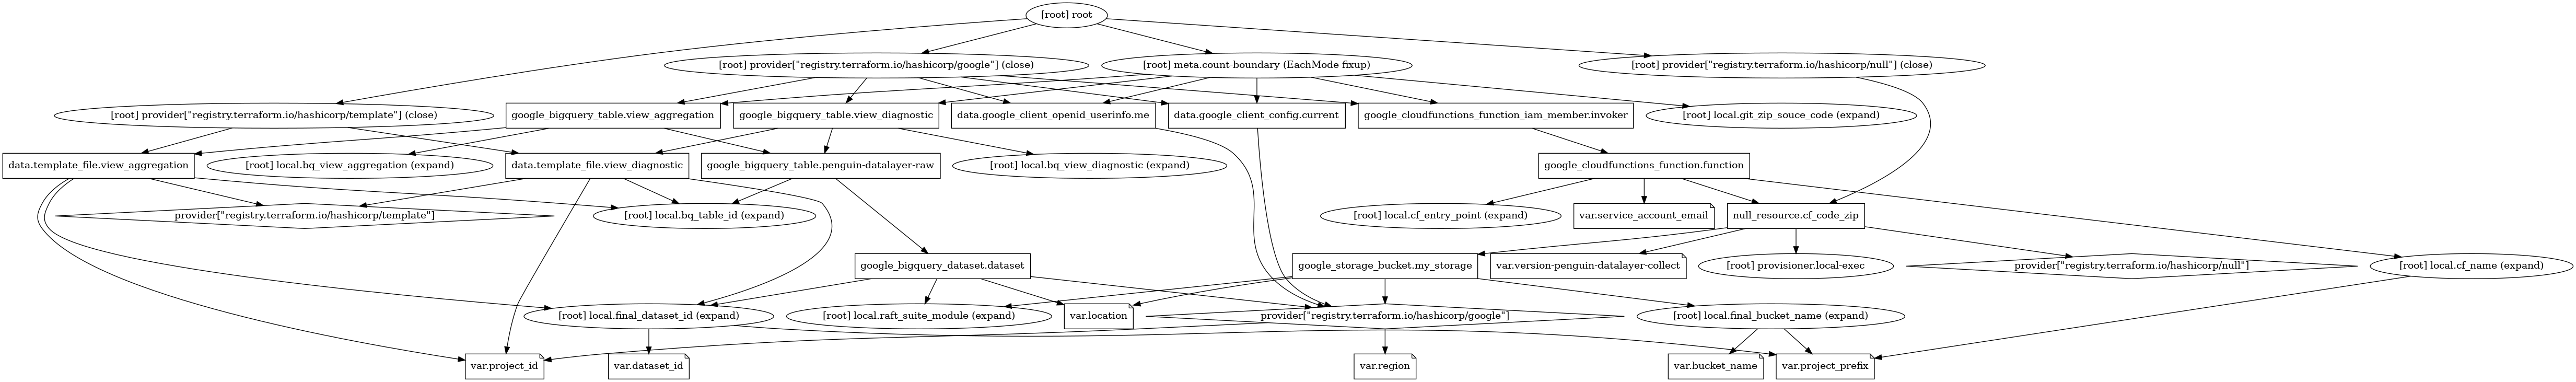 [root] root
[root] provider["registry.terraform.io/hashicorp/google"] (close)
[root] meta.count-boundary (EachMode fixup)
[root] provider["registry.terraform.io/hashicorp/null"] (close)
[root] provider["registry.terraform.io/hashicorp/template"] (close)
google_bigquery_table.view_aggregation
google_bigquery_table.view_diagnostic
data.google_client_openid_userinfo.me
data.google_client_config.current
google_cloudfunctions_function_iam_member.invoker
[root] local.git_zip_souce_code (expand)
data.template_file.view_aggregation
[root] local.bq_view_aggregation (expand)
data.template_file.view_diagnostic
google_bigquery_table.penguin-datalayer-raw
[root] local.bq_view_diagnostic (expand)
google_cloudfunctions_function.function
provider["registry.terraform.io/hashicorp/template"]
[root] local.bq_table_id (expand)
[root] local.cf_entry_point (expand)
var.service_account_email
null_resource.cf_code_zip
google_bigquery_dataset.dataset
google_storage_bucket.my_storage
var.version-penguin-datalayer-collect
[root] provisioner.local-exec
provider["registry.terraform.io/hashicorp/null"]
[root] local.cf_name (expand)
[root] local.final_dataset_id (expand)
[root] local.raft_suite_module (expand)
var.location
provider["registry.terraform.io/hashicorp/google"]
[root] local.final_bucket_name (expand)
var.project_id
var.dataset_id
var.region
var.bucket_name
var.project_prefix